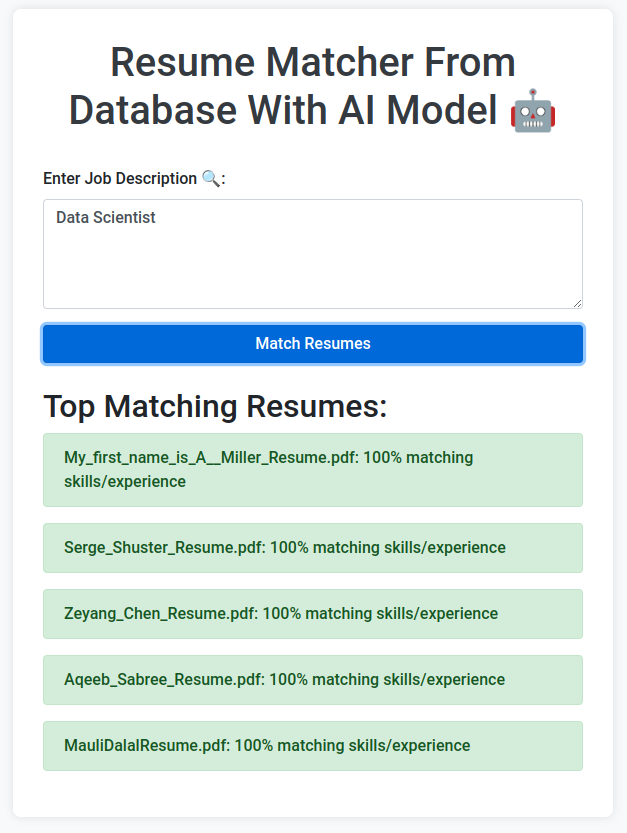 Resume Matcher From
Database With AI Model 🤖
Enter Job Description 🔍:
Data Scientist
Match Resumes
Top Matching Resumes:
My_first_name_is_A__Miller_Resume.pdf: 100% matching
skills/experience
Serge_Shuster_Resume.pdf: 100% matching skills/experience
Zeyang_Chen_Resume.pdf: 100% matching skills/experience
Aqeeb_Sabree_Resume.pdf: 100% matching skills/experience
MauliDalalResume.pdf: 100% matching skills/experience